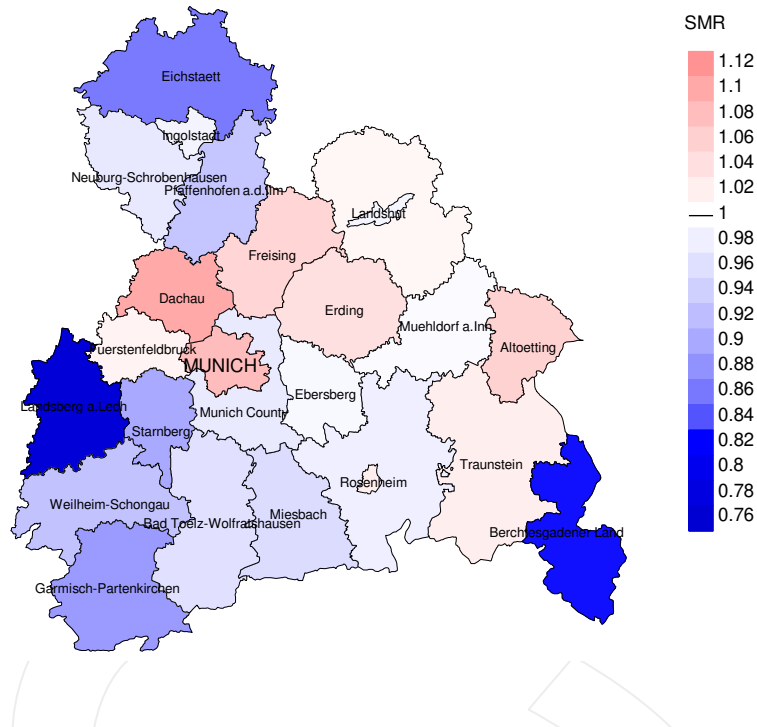 SMR
1.12
1.1
1.08
1.06
1.04
1.02
1
0.98
0.96
0.94
0.92
0.9
0.88
0.86
0.84
0.82
0.8
0.78
0.76
Eichstaett
Ingolstadt
Neuburg-Schrobenhausen
Pfaffenhofen a.d.Ilm
Landshut
Freising
Dachau
Erding
Muehldorf a.Inn
Altoetting
Fuerstenfeldbruck
MUNICH
Ebersberg
Landsberg a.Lech
Munich County
Starnberg
Traunstein
Rosenheim
Weilheim-Schongau
Miesbach
Bad Toelz-Wolfratshausen
Berchtesgadener Land
Garmisch-Partenkirchen